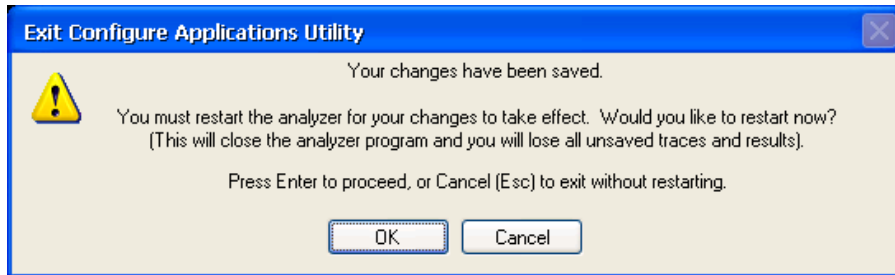 Exit Configure Applications Utility
Your changes have been saved.
You must restart the analyzer for your changes to take effect. Would you like to restart now?
(This will close the analyzer program and you will lose all unsaved traces and results).
Press Enter to proceed, or Cancel (Esc) to exit without restarting.
OK Cancel